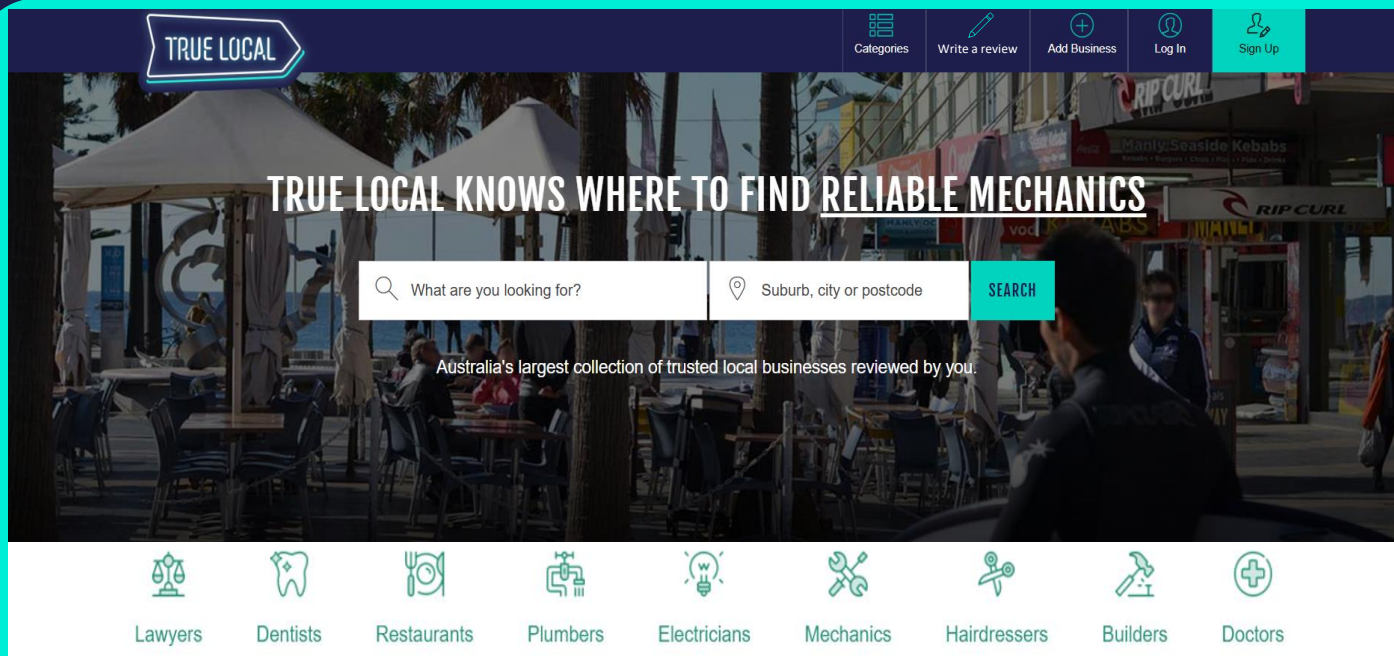 TRUE LOCAL
Categories
Write a review
Add Business
Log In
Sign Up
RIP CURL
Manly Seaside Kebabs
TRUE LOCAL KNOWS WHERE TO FIND RELIABLE MECHANICS
RIP CURL
KEBABS
What are you looking for?
Suburb, city or postcode
SEARCH
Australia's largest collection of trusted local businesses reviewed by you.
Lawyers
Dentists
Restaurants
Plumbers
Electricians
Mechanics
Hairdressers
Builders
Doctors